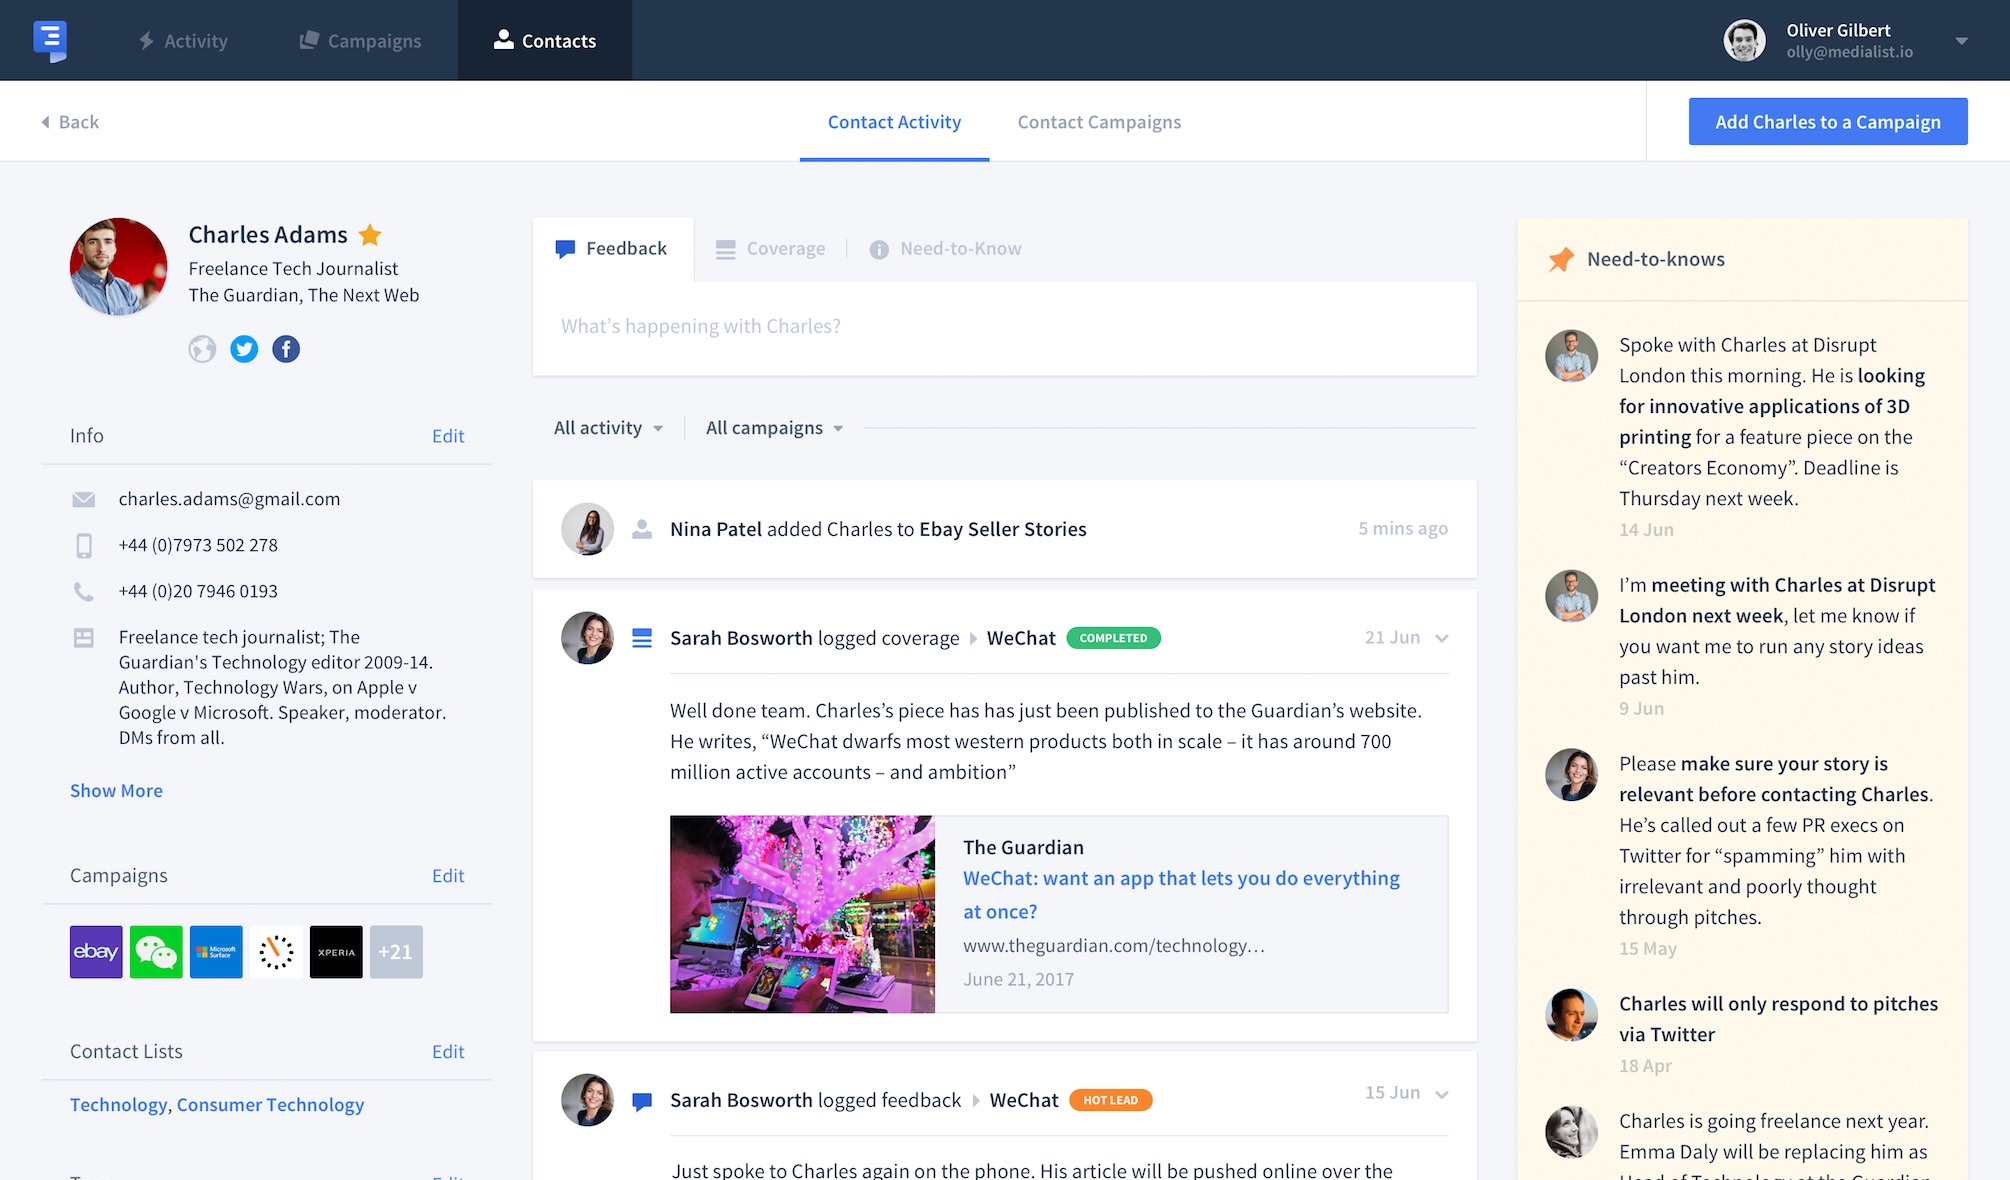 Activity
Campaigns
Contacts
Oliver Gilbert
olly@medialist.io
Back
Contact Activity
Contact Campaigns
Add Charles to a Campaign
Charles Adams
Freelance Tech Journalist
The Guardian, The Next Web
Info
Edit
charles.adams@gmail.com
+44 (0)7973 502 278
+44 (0)20 7946 0193
Freelance tech journalist; The
Guardian's Technology editor 2009-14.
Author, Technology Wars, on Apple v
Google v Microsoft. Speaker, moderator.
DMs from all.
Show More
Campaigns
Edit
ebay
Microsoft
Surface
XPERIA
+21
Contact Lists
Edit
Technology, Consumer Technology
Feedback
Coverage
Need-to-Know
What’s happening with Charles?
All activity
All campaigns
Nina Patel added Charles to Ebay Seller Stories
5 mins ago
Sarah Bosworth logged coverage
WeChat
COMPLETED
21 Jun
Well done team. Charles’s piece has has just been published to the Guardian’s website.
He writes, “WeChat dwarfs most western products both in scale – it has around 700
million active accounts – and ambition”
The Guardian
WeChat: want an app that lets you do everything
at once?
www.theguardian.com/technology…
June 21, 2017
Sarah Bosworth logged feedback
WeChat
HOT LEAD
15 Jun
Just spoke to Charles again on the phone. His article will be pushed online over the
Need-to-knows
Spoke with Charles at Disrupt
London this morning. He is looking
for innovative applications of 3D
printing for a feature piece on the
“Creators Economy”. Deadline is
Thursday next week.
14 Jun
I’m meeting with Charles at Disrupt
London next week, let me know if
you want me to run any story ideas
past him.
9 Jun
Please make sure your story is
relevant before contacting Charles.
He’s called out a few PR execs on
Twitter for “spamming” him with
irrelevant and poorly thought
through pitches.
15 May
Charles will only respond to pitches
via Twitter
18 Apr
Charles is going freelance next year.
Emma Daly will be replacing him as
Head of Technology at the Guardian